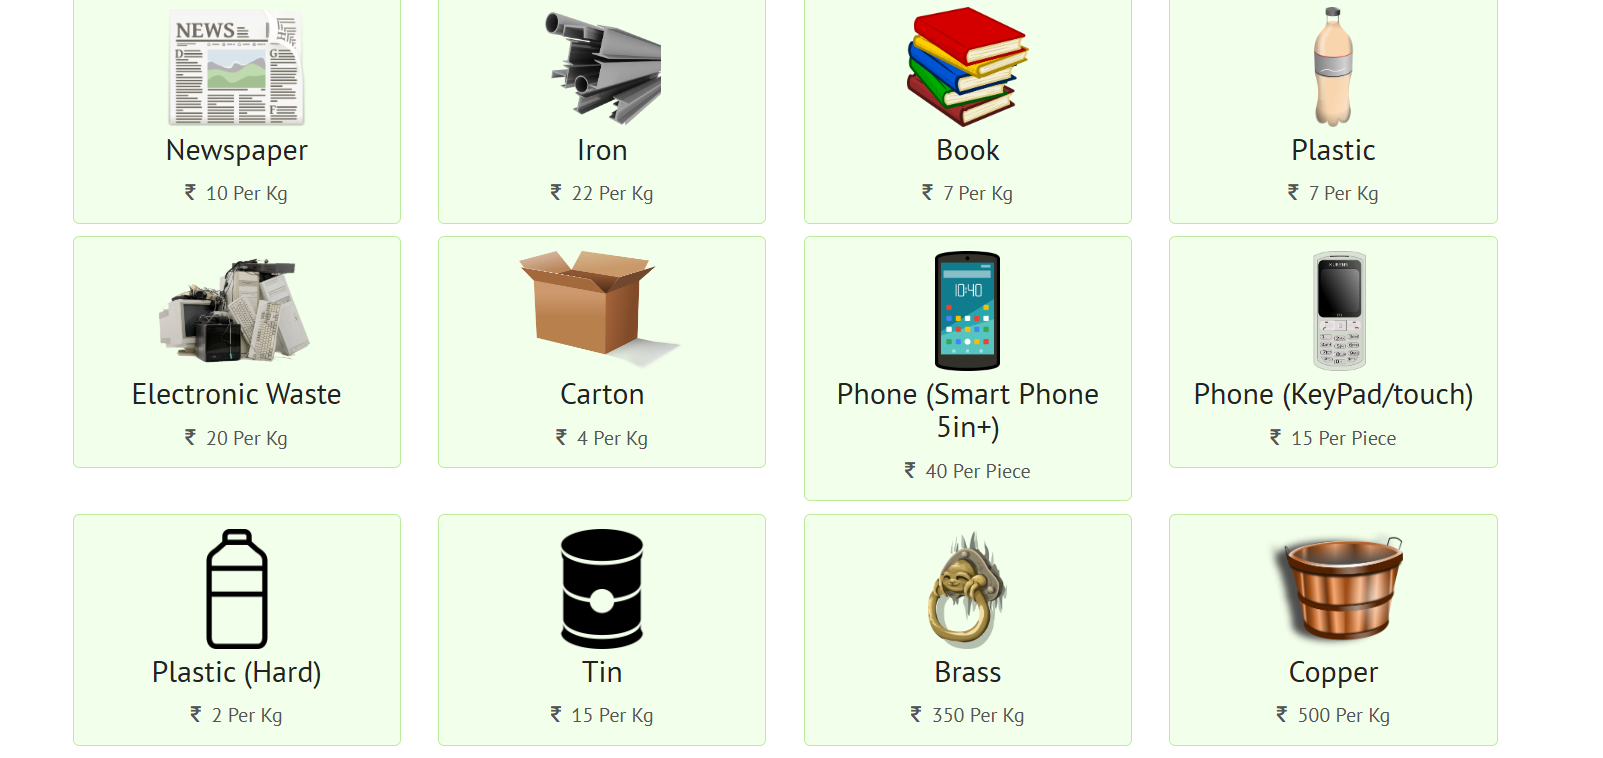 NEWS
D
G
F
Newspaper
₹ 10 Per Kg
Iron
₹ 22 Per Kg
Book
₹ 7 Per Kg
Plastic
₹ 7 Per Kg
Electronic Waste
₹ 20 Per Kg
Carton
₹ 4 Per Kg
10:40
Phone (Smart Phone
5in+)
₹ 40 Per Piece
Phone (KeyPad/touch)
₹ 15 Per Piece
Plastic (Hard)
₹ 2 Per Kg
Tin
₹ 15 Per Kg
Brass
₹ 350 Per Kg
Copper
₹ 500 Per Kg